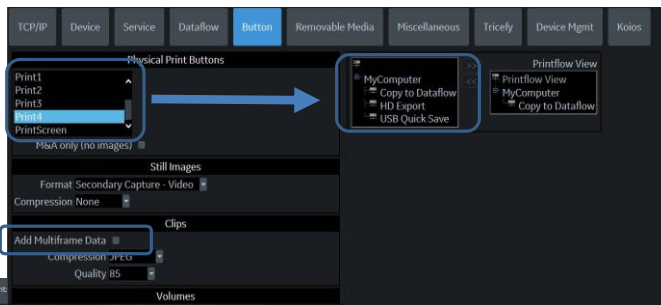 TCP/IP Device Service Dataflow Button Removable Media Miscellaneous Tricefy Device Mgmt Koios
Physical Print Buttons
Print1
Print2
Print3
Print4
PrintScreen
M&A only (no images)
MyComputer
Copy to Dataflow
HD Export
USB Quick Save
>>
<<
Printflow View
Printflow View
MyComputer
Copy to Dataflow
Still Images
Format Secondary Capture - Video
Compression None
Clips
Add Multiframe Data
Compression JPEG
Quality 85
Volumes